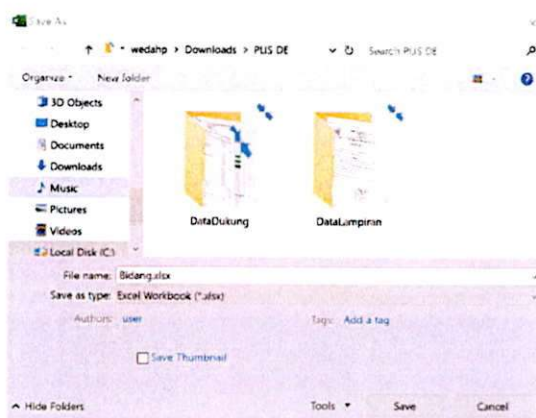 Save As
wedahp > Downloads > PUS DE
Search PUS DE
Organize
New folder
3D Objects
Desktop
Documents
Downloads
Music
Pictures
Videos
Local Disk (C:)
DataDukung
DataLampiran
File name: Bidang.xlsx
Save as type: Excel Workbook (*.xlsx)
Authors: user
Tags: Add a tag
Save Thumbnail
Hide Folders
Tools
Save
Cancel